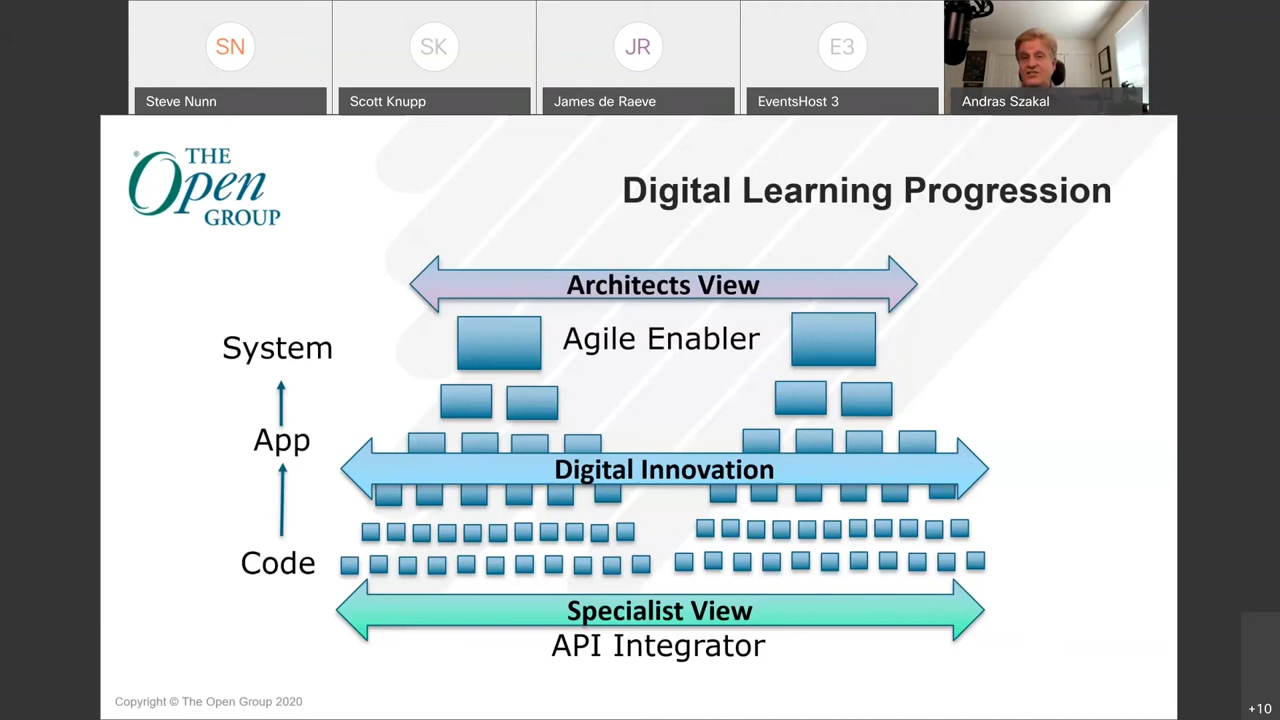 SN
SK
JR
E3
Steve Nunn
Scott Knupp
James de Raeve
EventsHost 3
Andras Szakal
® THE
Open
GROUP
Digital Learning Progression
Architects View
Agile Enabler
System
App
Digital Innovation
Code
Specialist View
API Integrator
Copyright © The Open Group 2020
+10